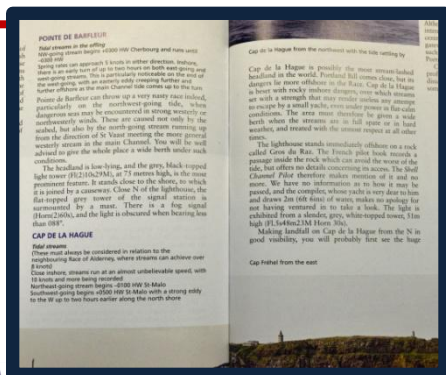 POINTE DE BARFLEUR
Tidal streams in the offing
NW-going stream begins +0300 HW Cherbourg and runs until
-0300 HW
Spring rates can approach 5 knots in either direction. Inshore,
there is an early turn of up to two hours on both east-going and
west-going streams. This is particularly noticeable on the end of
the west-going, with an easterly eddy creeping further and
further offshore as the main Channel tide comes up to the turn
Pointe de Barfleur can throw up a very nasty race indeed,
particularly on the northwest-going tide, when
dangerous seas may be encountered in strong westerly or
northwesterly winds. These are caused not only by the
seabed, but also by the north-going stream running up
from the direction of St Vaast meeting the more general
westerly stream in the main Channel. You will be well
advised to give the whole place a wide berth under such
conditions.
The headland is low-lying, and the grey, black-topped
light tower (Fl(2)10s29M), at 75 metres high, is the most
prominent feature. It stands close to the shore, to which
it is joined by a causeway. Close N of the lighthouse, the
flat-topped grey tower of the signal station is
surmounted by a mast. There is a fog signal
(Horn(2)60s), and the light is obscured when bearing less
than 088°.
CAP DE LA HAGUE
Tidal streams
(These must always be considered in relation to the
neighbouring Race of Alderney, where streams can achieve over
8 knots)
Close inshore, streams run at an almost unbelievable speed, with
10 knots and more being recorded
Northeast-going stream begins -0100 HW St-Malo
Southwest-going begins +0500 HW St-Malo with a strong eddy
to the W up to two hours earlier along the north shore
Cap de la Hague from the northwest with the tide rattling by
Cap de la Hague is possibly the most stream-lashed
headland in the world. Portland Bill comes close, but its
dangers lie more offshore in the Race. Cap de la Hague
is beset with rocky inshore dangers, over which streams
set with a strength that may render useless any attempt
to escape by a small yacht, even under power in flat-calm
conditions. The area must therefore be given a wide
berth when the streams are in full spate or in hard
weather, and treated with the utmost respect at all other
times.
The lighthouse stands immediately offshore on a rock
called Gros du Raz. The French pilot book records a
passage inside the rock which can avoid the worst of the
tide, but offers no details concerning its access. The Shell
Channel Pilot therefore makes mention of it and no
more. We have no information as to how it may be
passed, and the compiler, whose yacht is very dear to him
and draws 2m (6ft 6ins) of water, makes no apology for
not having ventured in to take a look. The light is
exhibited from a slender, grey, white-topped tower, 51m
high (Fl.5s48m23M Horn 30s).
Making landfall on Cap de la Hague from the N in
good visibility, you will probably first see the huge
Cap Fréhel from the east